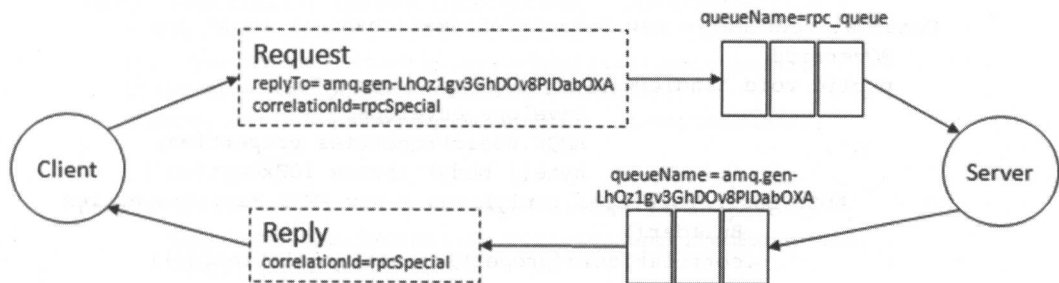 queueName=rpc_queue
Request
replyTo= amq.gen-LhQz1gv3GhDOv8PIDabOXA
correlationId=rpcSpecial
Client
Server
queueName = amq.gen-
LhQz1gv3GhDOv8PIDabOXA
Reply
correlationId=rpcSpecial